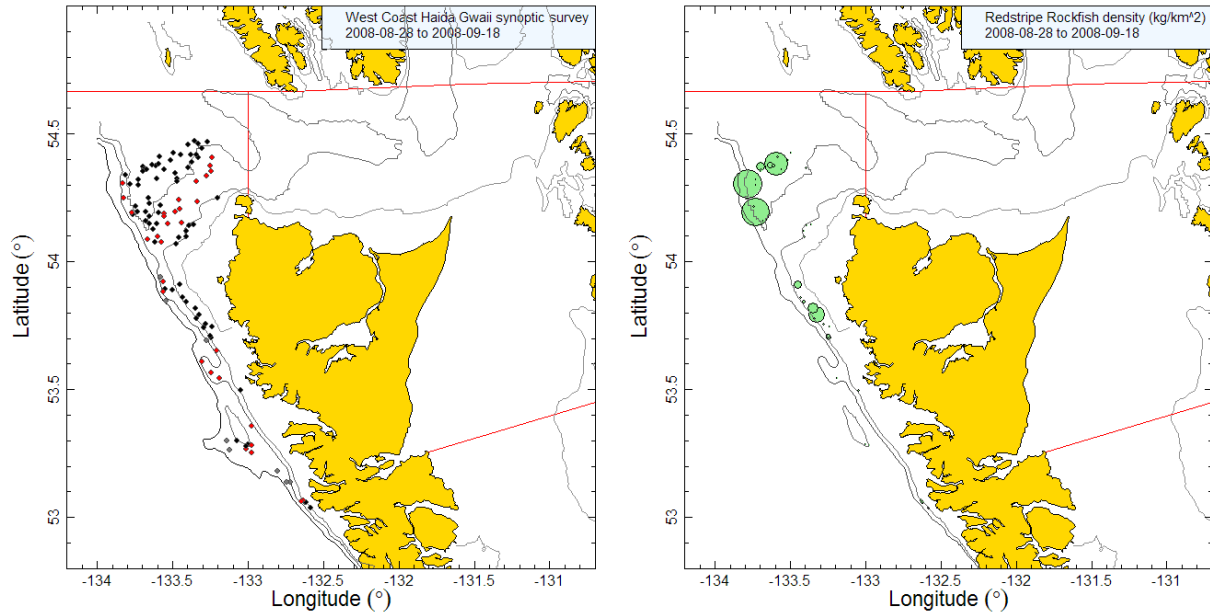 West Coast Haida Gwaii synoptic survey
2008-08-28 to 2008-09-18
54.5
54
53.5
53
Latitude (°)
-134
-133.5
-133
-132.5
-132
-131.5
-131
Longitude (°)
Redstripe Rockfish density (kg/km^2)
2008-08-28 to 2008-09-18
54.5
54
53.5
53
Latitude (°)
-134
-133.5
-133
-132.5
-132
-131.5
-131
Longitude (°)